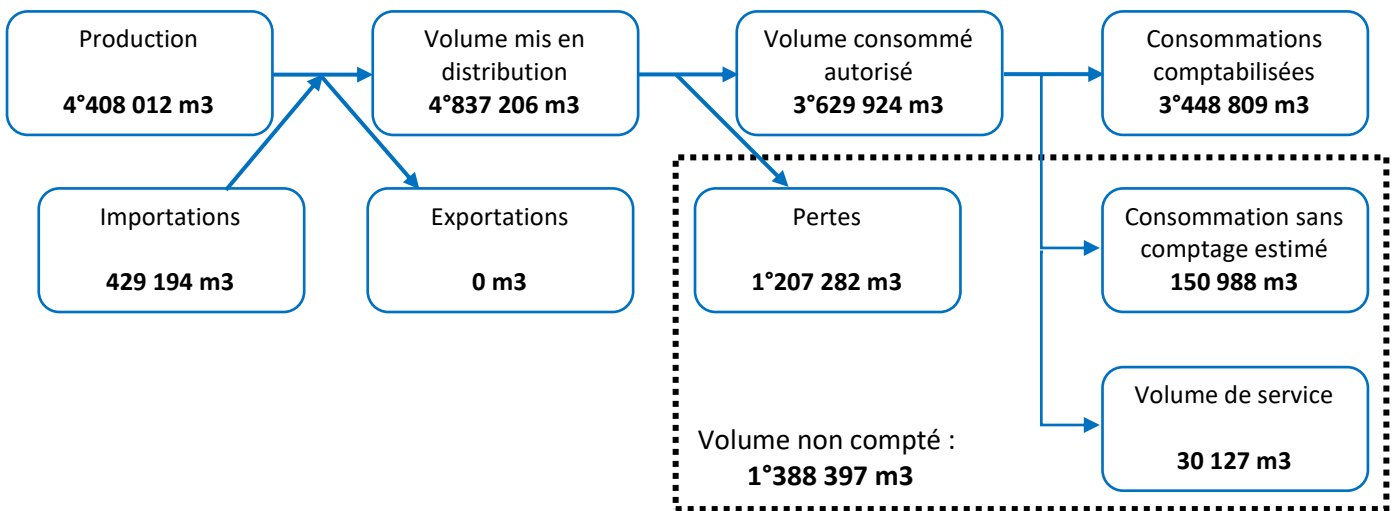 Production
4°408 012 m3
Volume mis en
distribution
4°837 206 m3
Volume consommé
autorisé
3°629 924 m3
Consommations
comptabilisées
3°448 809 m3
Importations
429 194 m3
Exportations
0 m3
Pertes
1°207 282 m3
Consommation sans
comptage estimé
150 988 m3
Volume de service
30 127 m3
Volume non compté :
1°388 397 m3